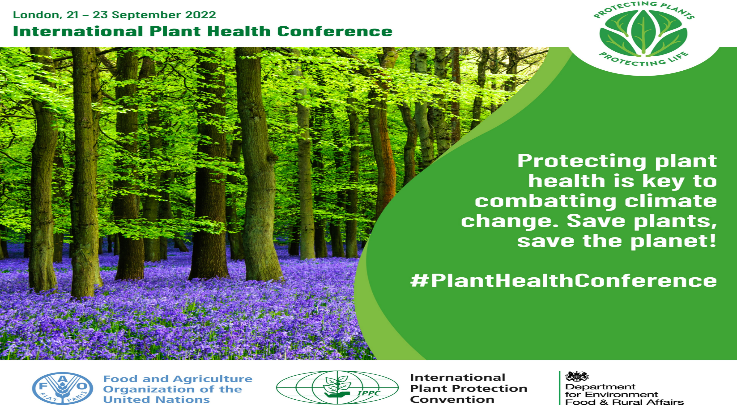 London, 21 – 23 September 2022
International Plant Health Conference
PROTECTING PLANTS
PROTECTING LIFE
Protecting plant
health is key to
combatting climate
change. Save plants,
save the planet!
#PlantHealthConference
FAO
FIAT PANIS
Food and Agriculture
Organization of the
United Nations
IPPC
International
Plant Protection
Convention
Department
for Environment
Food & Rural Affairs